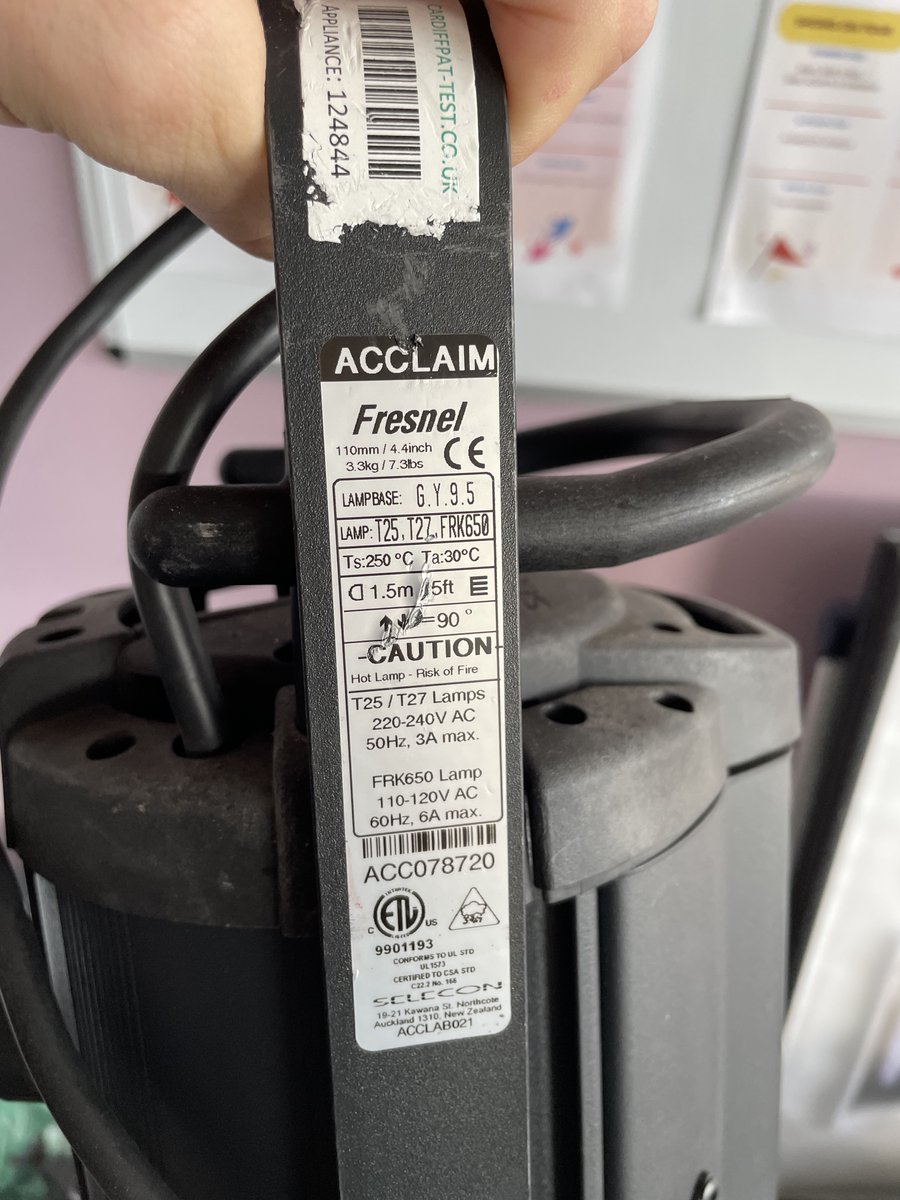 CARDIFFPAT-TEST.CO.UK
APPLIANCE: 124844
ACCLAIM
Fresnel
110mm / 4.4inch
3.3kg / 7.3lbs
CE
LAMPBASE: G.Y.9.5
LAMP: T25, T27, FRK650
Ts:250 °C Ta:30°C
1.5m 5ft
=90 °
-CAUTION-
Hot Lamp - Risk of Fire
T25 / T27 Lamps
220-240V AC
50Hz, 3A max.
FRK650 Lamp
110-120V AC
60Hz, 6A max.
ACC078720
ETL
C US
9901193
CONFORMS TO UL STD
UL1573
CERTIFIED TO CSA STD
C22.2 No. 166
SELECON
19-21 Kawana St. Northcote
Auckland 1310, New Zealand
ACCLAB021